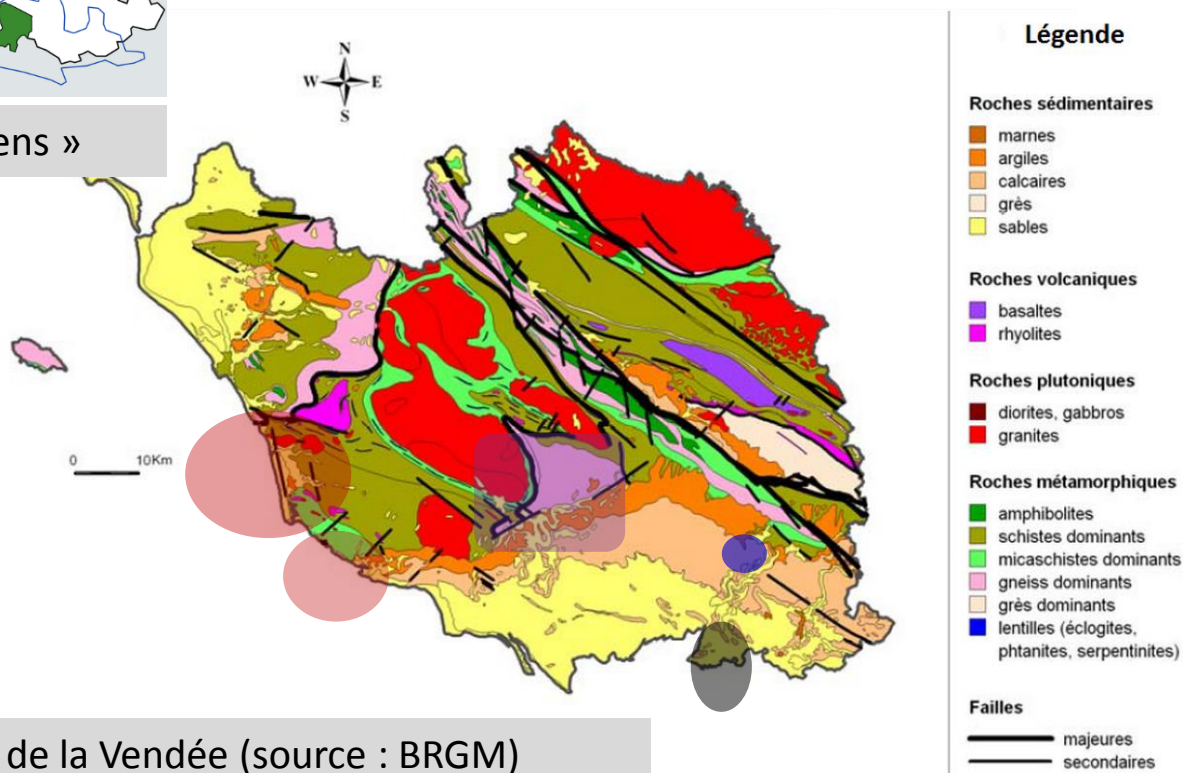 ens »
N
W E
S
0 10Km
de la Vendée (source : BRGM)
Légende
Roches sédimentaires
marnes
argiles
calcaires
grès
sables
Roches volcaniques
basaltes
rhyolites
Roches plutoniques
diorites, gabbros
granites
Roches métamorphiques
amphibolites
schistes dominants
micaschistes dominants
gneiss dominants
grès dominants
lentilles (éclogites,
phtanites, serpentinites)
Failles
majeures
secondaires